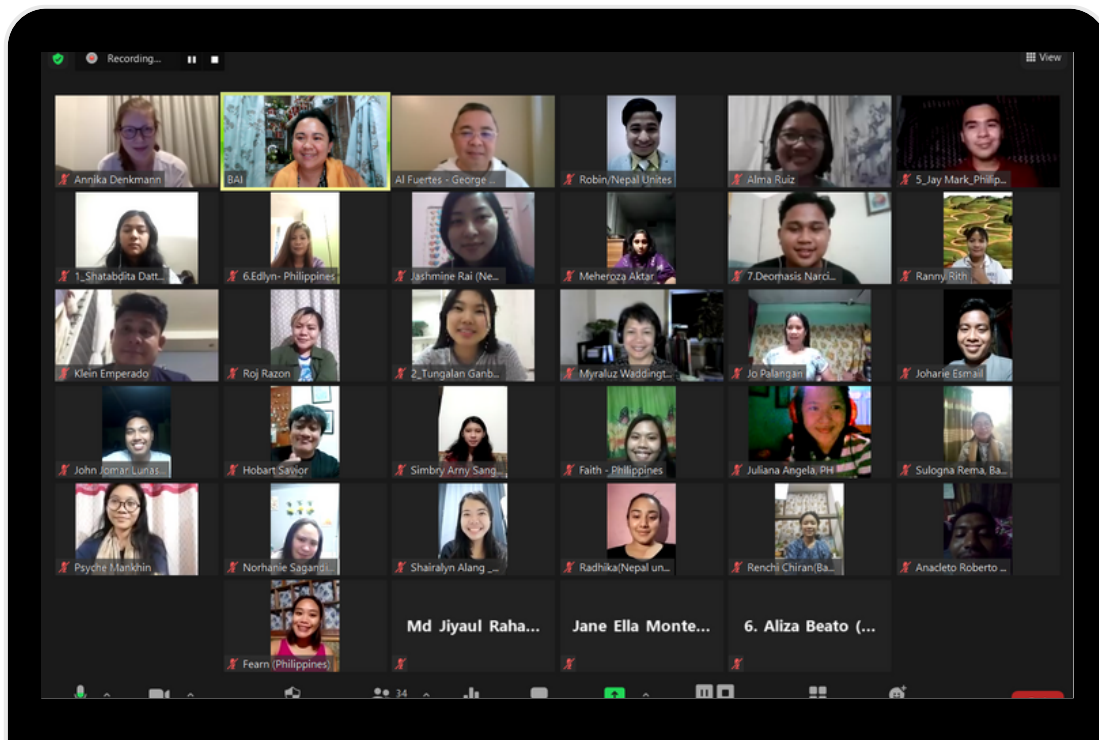 Recording...
View
Annika Denkmann
BAI
Al Fuertes - George ...
Robin/Nepal Unites
Alma Ruiz
5_Jay Mark_Philip...
1_Shatabdita Datt...
6.Edlyn- Philippines
Jashmine Rai (Ne...
Meheroza Aktar
7.Deomasis Narci...
Ranny Rith
Klein Emperado
Roj Razon
2_Tungalan Ganb...
Myraluz Waddingt...
Jo Palangan
Joharie Esmail
John Jomar Lunas...
Hobart Savior
Simbry Arny Sang...
Faith - Philippines
Juliana Angela, PH
Sulogna Rema, Ba...
Psyche Mankhin
Norhanie Sagandi...
Shairalyn Alang _...
Radhika(Nepal un...
Renchi Chiran(Ba...
Anacleto Roberto ...
Fearn (Philippines)
Md Jiyaul Raha...
Jane Ella Monte...
6. Aliza Beato (...
34